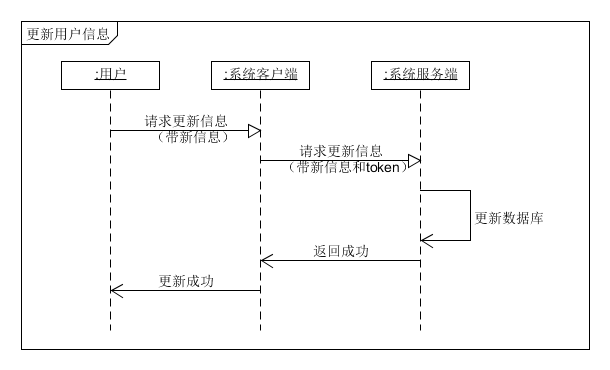 更新用户信息
:用户
:系统客户端
:系统服务端
请求更新信息
（带新信息）
请求更新信息
（带新信息和token）
更新数据库
返回成功
更新成功